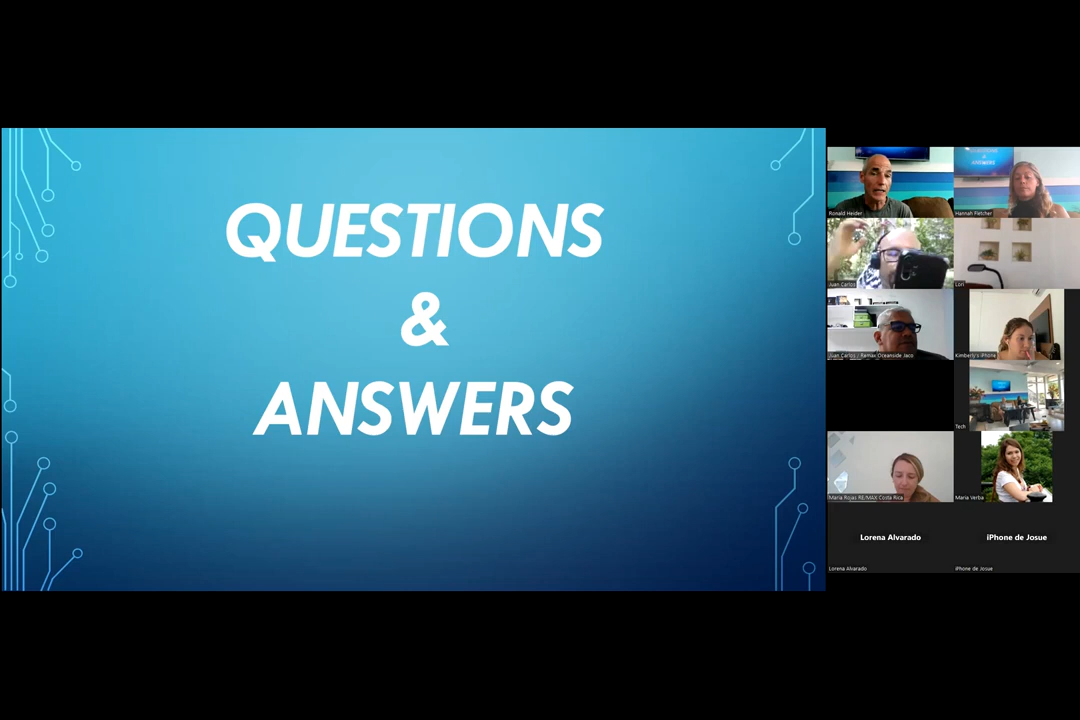 QUESTIONS
&
ANSWERS
Ronald Heider
Hannah Fletcher
Juan Carlos
Lori
Juan Carlos / Remax Oceanside Jaco
Kimberly's iPhone
Tech
María Rojas RE/MAX Costa Rica
Maria Verba
Lorena Alvarado
iPhone de Josue
Lorena Alvarado
iPhone de Josue